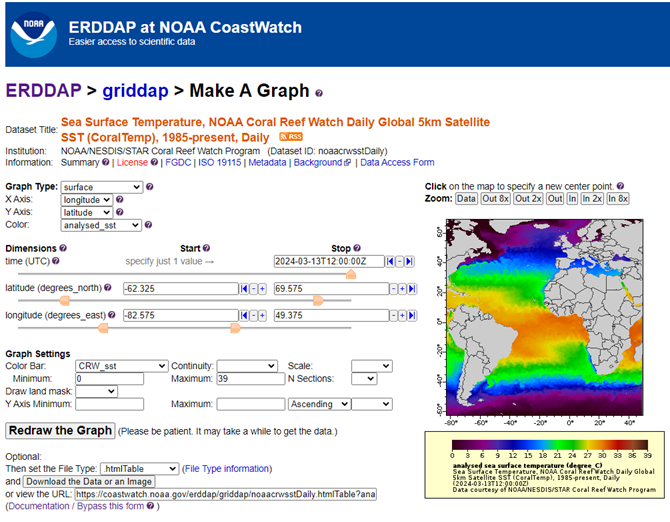 NOAA
ERDDAP at NOAA CoastWatch
Easier access to scientific data
ERDDAP > griddap > Make A Graph
Dataset Title: Sea Surface Temperature, NOAA Coral Reef Watch Daily Global 5km Satellite
SST (CoralTemp), 1985-present, Daily RSS
Institution: NOAA/NESDIS/STAR Coral Reef Watch Program (Dataset ID: noaacrwsstDaily)
Information: Summary | License | FGDC | ISO 19115 | Metadata | Background | Data Access Form
Graph Type: surface
X Axis: longitude
Y Axis: latitude
Color: analysed_sst
Dimensions Start Stop
time (UTC) specify just 1 value → 2024-03-13T12:00:00Z
latitude (degrees_north) -62.325 69.575
longitude (degrees_east) -82.575 49.375
Graph Settings
Color Bar: CRW_sst Continuity: Scale:
Minimum: 0 Maximum: 39 N Sections:
Draw land mask:
Y Axis Minimum: Maximum: Ascending
Redraw the Graph (Please be patient. It may take a while to get the data.)
Optional:
Then set the File Type: .htmlTable (File Type information)
and Download the Data or an Image
or view the URL: https://coastwatch.noaa.gov/erddap/griddap/noaacrwsstDaily.htmlTable?ana
(Documentation / Bypass this form)
Click on the map to specify a new center point.
Zoom: Data Out 8x Out 2x Out In In 2x In 8x
60°
40°
20°
0°
-20°
-40°
-60°
-80° -60° -40° -20° 0° 20° 40°
0 3 6 9 12 15 18 21 24 27 30 33 36 39
analysed sea surface temperature (degree_C)
Sea Surface Temperature, NOAA Coral Reef Watch Daily Global
5km Satellite SST (CoralTemp), 1985-present, Daily
(2024-03-13T12:00:00Z)
Data courtesy of NOAA/NESDIS/STAR Coral Reef Watch Program